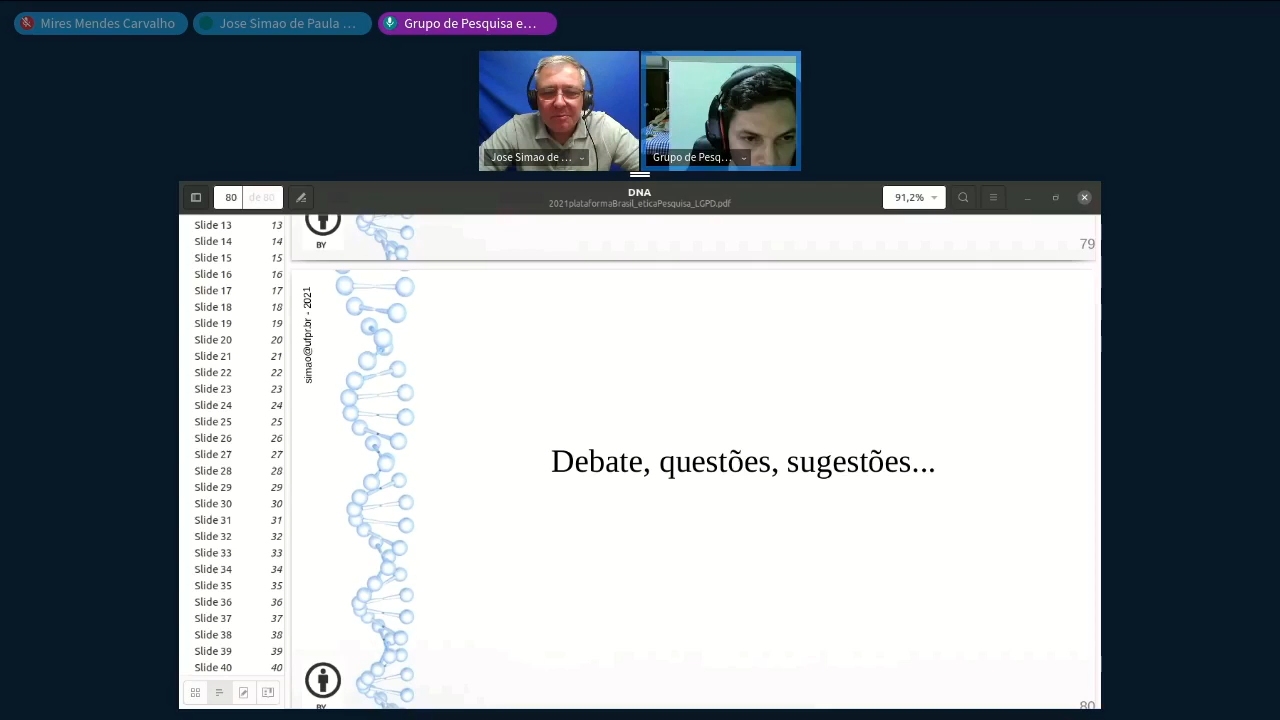 Mires Mendes Carvalho
Jose Simao de Paula ...
Grupo de Pesquisa e...
Jose Simao de ...
Grupo de Pesq...
80 de 80
DNA
2021plataformaBrasil_eticaPesquisa_LGPD.pdf
91,2%
Slide 13 13
Slide 14 14
Slide 15 15
Slide 16 16
Slide 17 17
Slide 18 18
Slide 19 19
Slide 20 20
Slide 21 21
Slide 22 22
Slide 23 23
Slide 24 24
Slide 25 25
Slide 26 26
Slide 27 27
Slide 28 28
Slide 29 29
Slide 30 30
Slide 31 31
Slide 32 32
Slide 33 33
Slide 34 34
Slide 35 35
Slide 36 36
Slide 37 37
Slide 38 38
Slide 39 39
Slide 40 40
BY
79
simao@ufpr.br - 2021
Debate, questões, sugestões...
BY
80